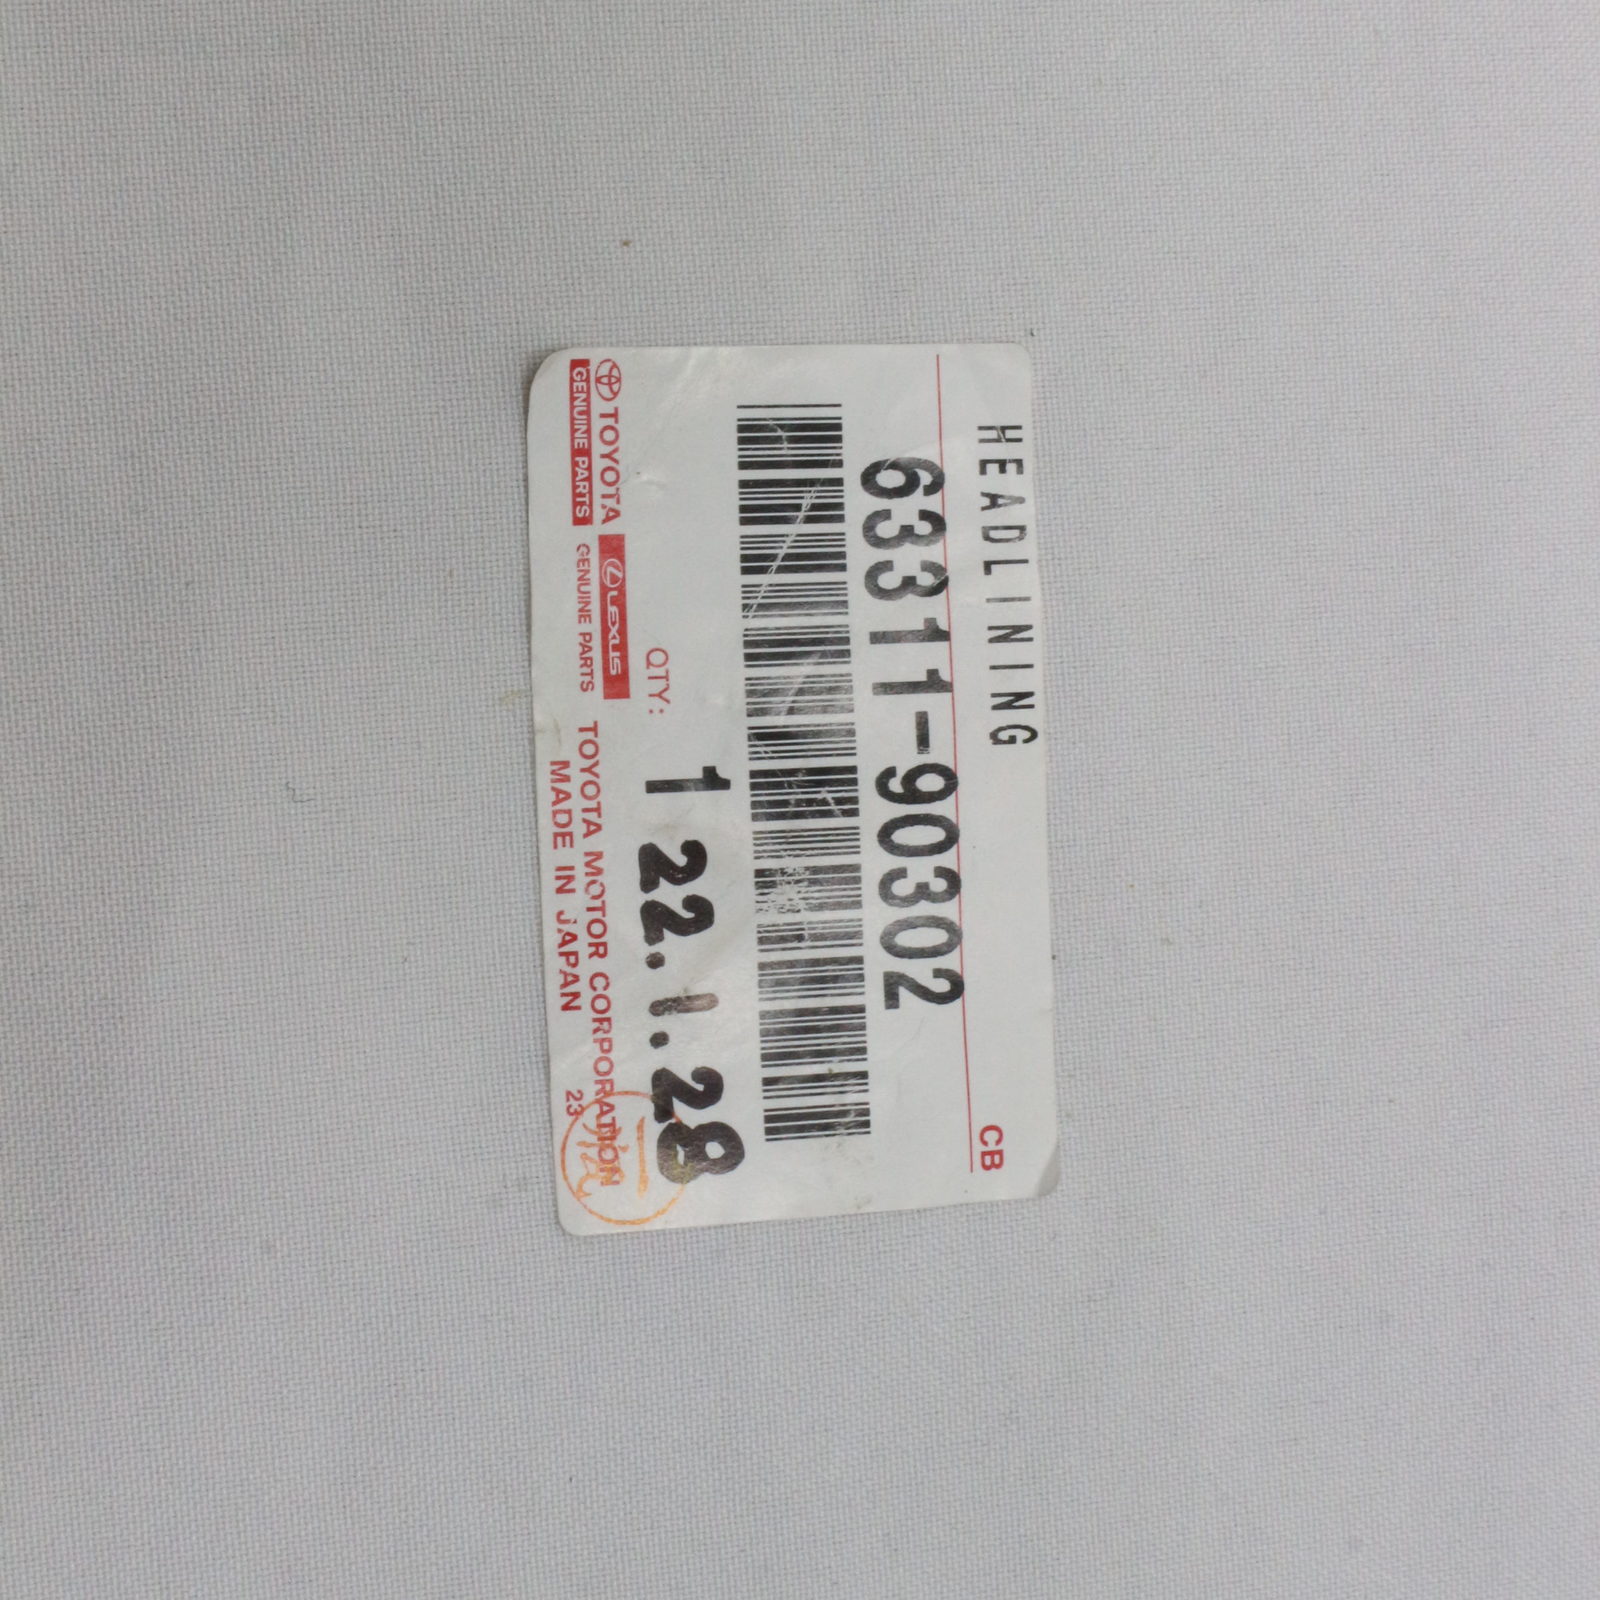 HEADLINING
CB
63311-90302
QTY: 1
22.1.28
TOYOTA
GENUINE PARTS
LEXUS
GENUINE PARTS
TOYOTA MOTOR CORPORATION
MADE IN JAPAN
23